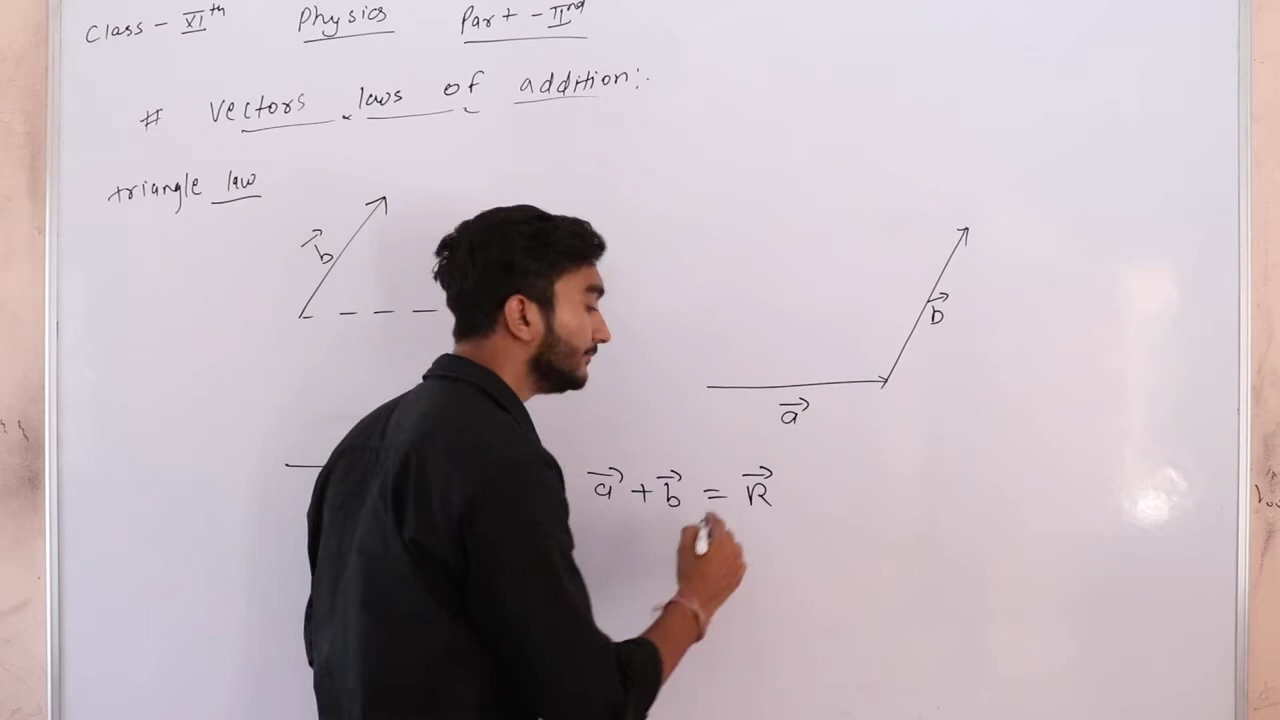 Class - XIth Physics Part - IInd
# Vectors laws of addition:.
triangle law
b
b
a
a + b = R